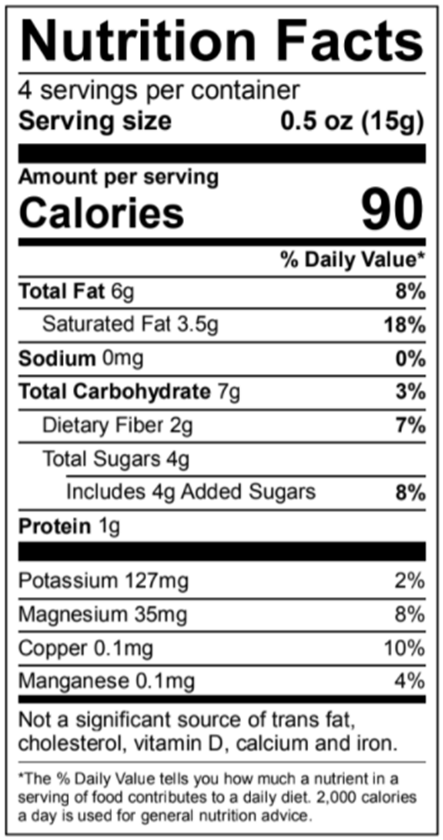 Nutrition Facts
4 servings per container
Serving size 0.5 oz (15g)
Amount per serving
Calories 90
% Daily Value*
Total Fat 6g 8%
Saturated Fat 3.5g 18%
Sodium 0mg 0%
Total Carbohydrate 7g 3%
Dietary Fiber 2g 7%
Total Sugars 4g
Includes 4g Added Sugars 8%
Protein 1g
Potassium 127mg 2%
Magnesium 35mg 8%
Copper 0.1mg 10%
Manganese 0.1mg 4%
Not a significant source of trans fat,
cholesterol, vitamin D, calcium and iron.
*The % Daily Value tells you how much a nutrient in a
serving of food contributes to a daily diet. 2,000 calories
a day is used for general nutrition advice.